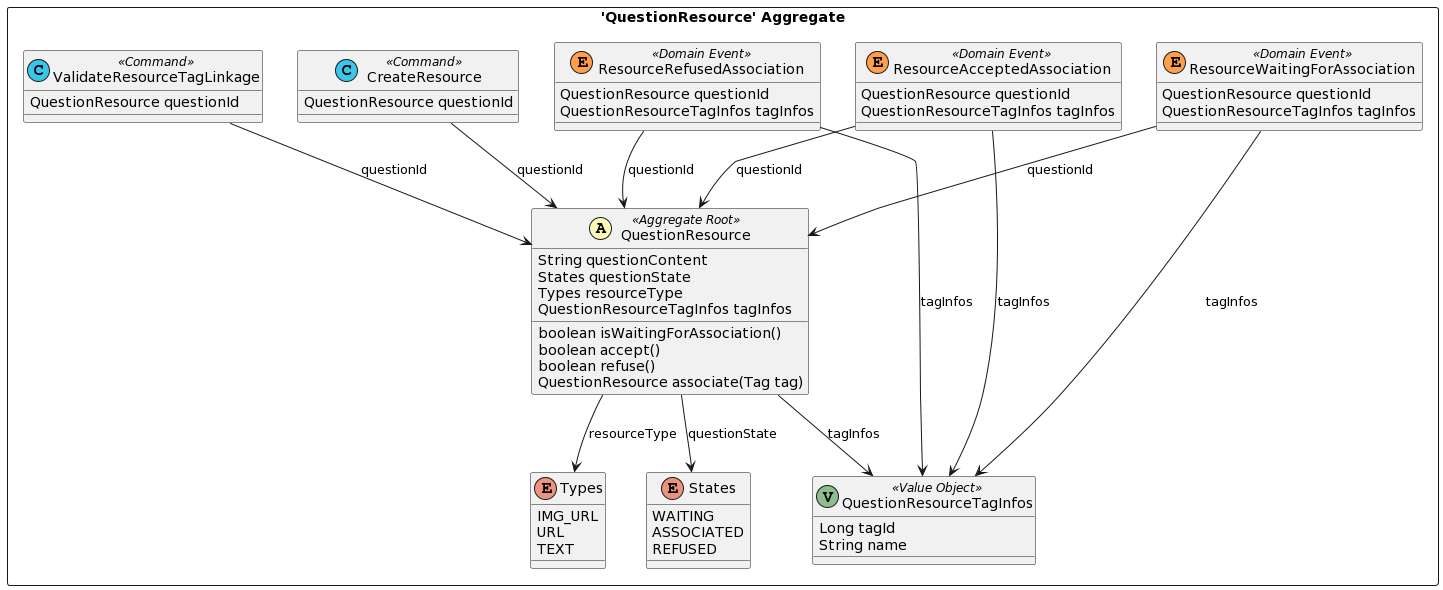 'QuestionResource' Aggregate
C
«Command»
ValidateResourceTagLinkage
QuestionResource questionId
C
«Command»
CreateResource
QuestionResource questionId
E
«Domain Event»
ResourceRefusedAssociation
QuestionResource questionId
QuestionResourceTagInfos tagInfos
E
«Domain Event»
ResourceAcceptedAssociation
QuestionResource questionId
QuestionResourceTagInfos tagInfos
E
«Domain Event»
ResourceWaitingForAssociation
QuestionResource questionId
QuestionResourceTagInfos tagInfos
questionId
questionId
questionId
questionId
questionId
A
«Aggregate Root»
QuestionResource
String questionContent
States questionState
Types resourceType
QuestionResourceTagInfos tagInfos
boolean isWaitingForAssociation()
boolean accept()
boolean refuse()
QuestionResource associate(Tag tag)
tagInfos
tagInfos
tagInfos
resourceType
questionState
tagInfos
E
Types
IMG_URL
URL
TEXT
E
States
WAITING
ASSOCIATED
REFUSED
V
«Value Object»
QuestionResourceTagInfos
Long tagId
String name